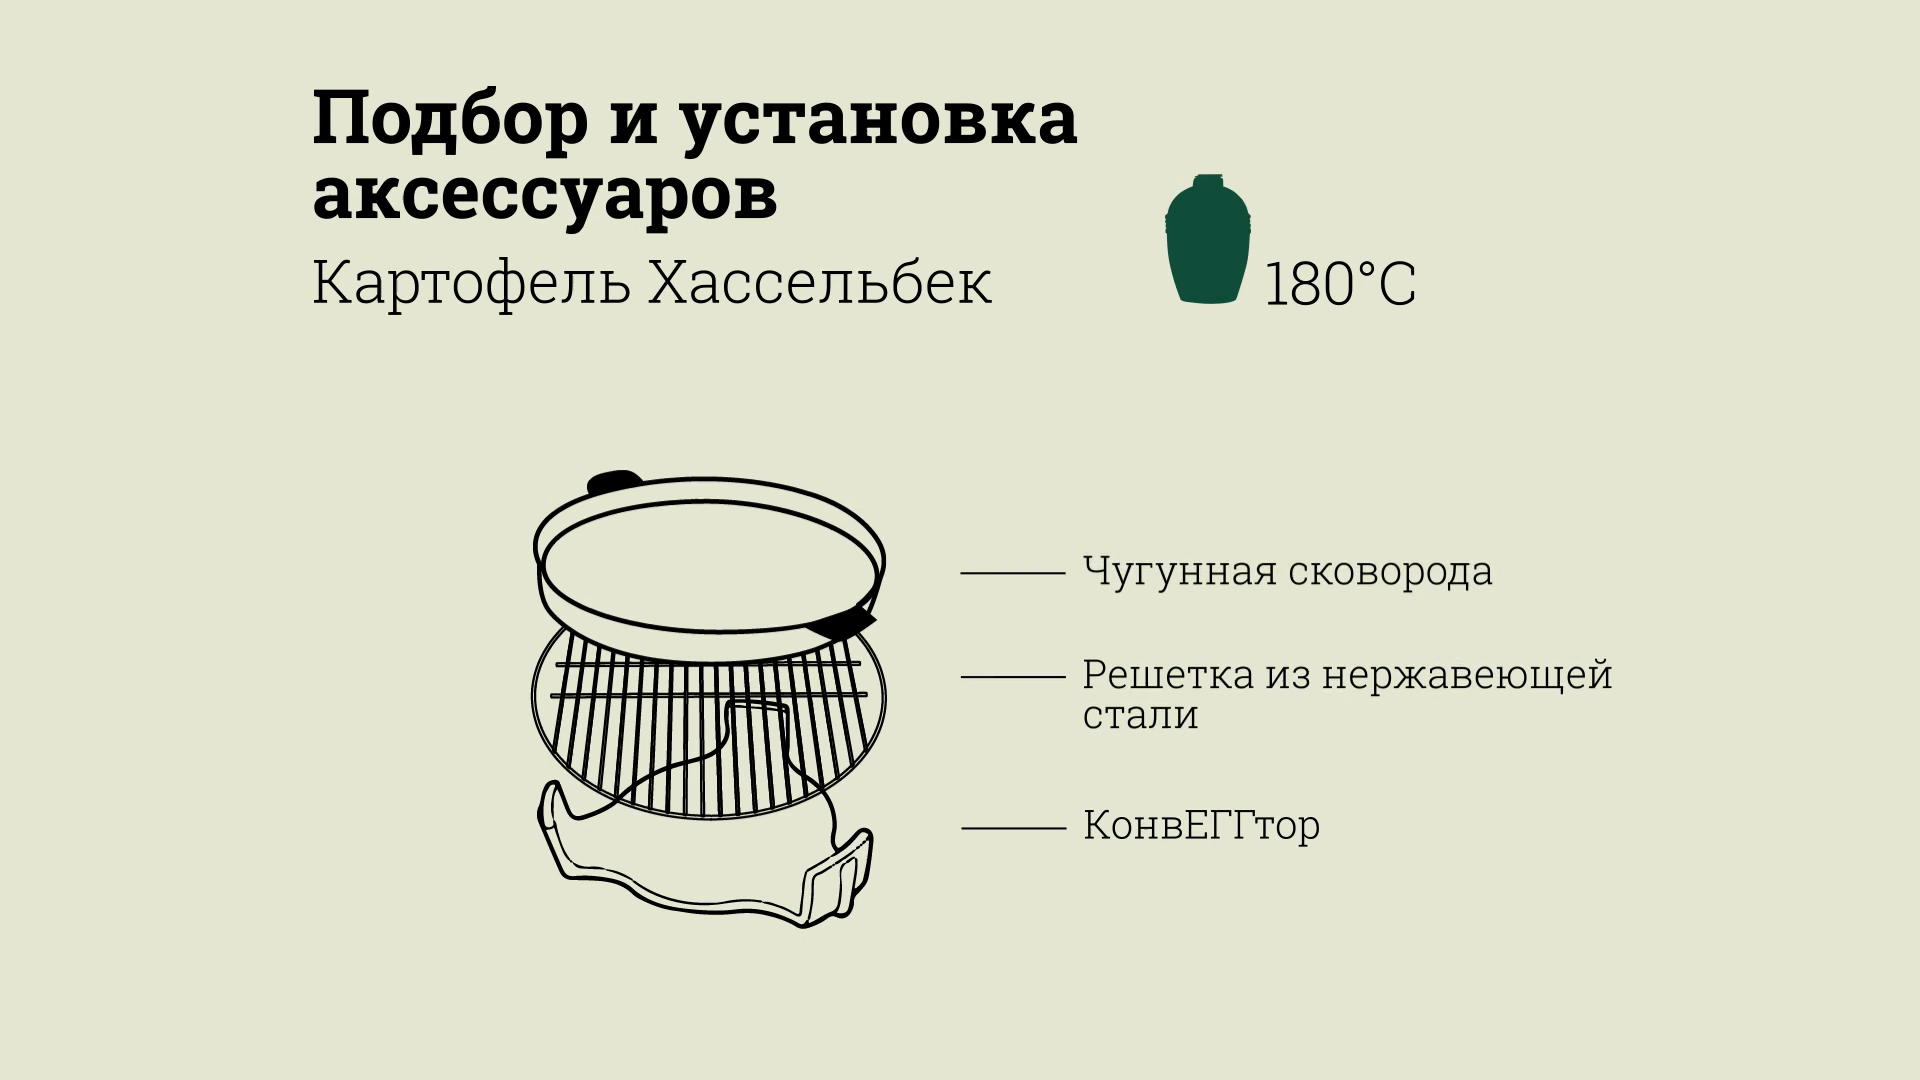 Подбор и установка
аксессуаров
Картофель Хассельбек
180°C
Чугунная сковорода
Решетка из нержавеющей
стали
КонвЕГГтор